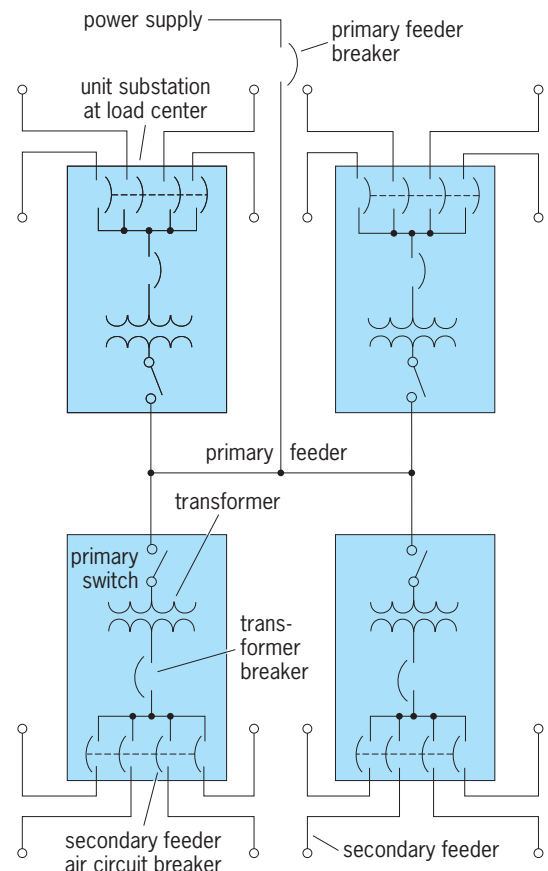 power supply
primary feeder
breaker
unit substation
at load center
primary feeder
transformer
primary
switch
trans-
former
breaker
secondary feeder
air circuit breaker
secondary feeder